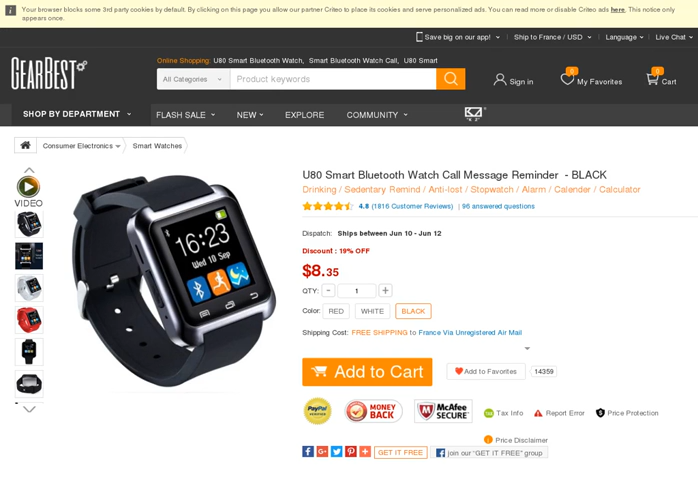 Your browser blocks some 3rd party cookies by default. By clicking on this page you allow our partner Criteo to place its cookies and serve personalized ads. You can read more or disable Criteo ads here. This notice only
appears once.
Save big on our app! Ship to France / USD Language Live Chat
GEARBEST
Online Shopping: U80 Smart Bluetooth Watch, Smart Bluetooth Watch Call, U80 Smart
All Categories Product keywords
Sign in 0 My Favorites 0 Cart
SHOP BY DEPARTMENT FLASH SALE NEW EXPLORE COMMUNITY
Consumer Electronics Smart Watches
VIDEO
16:23
Wed, 10 May
U80 Smart Bluetooth Watch Call Message Reminder - BLACK
Drinking / Sedentary Remind / Anti-lost / Stopwatch / Alarm / Calender / Calculator
4.8 (1816 Customer Reviews) | 96 answered questions
Dispatch: Ships between Jun 10 - Jun 12
Discount : 19% OFF
$8.35
QTY: - 1 +
Color: RED WHITE BLACK
Shipping Cost: FREE SHIPPING to France Via Unregistered Air Mail
Add to Cart Add to Favorites 14359
PayPal VERIFIED MONEY BACK McAfee SECURE Tax Info Report Error Price Protection
Price Disclaimer
GET IT FREE join our "GET IT FREE" group